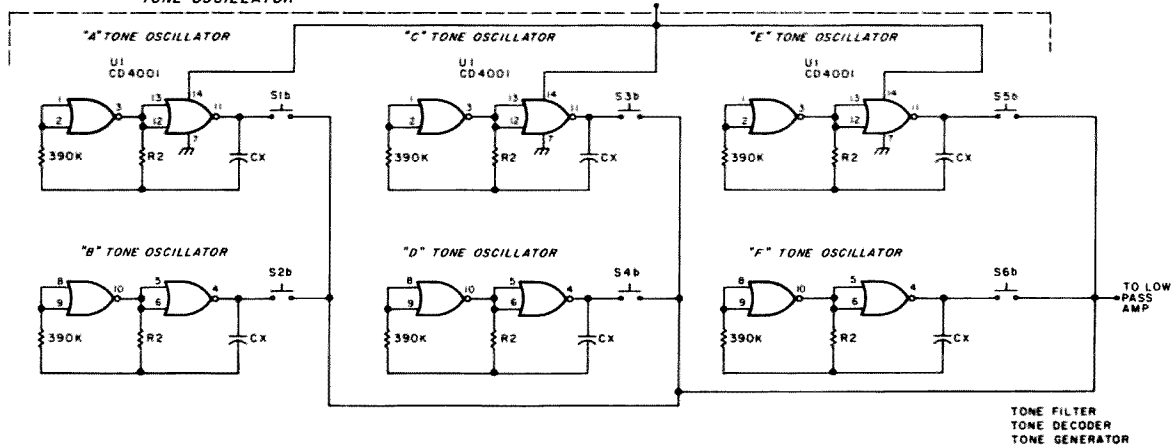 TONE OSCILLATOR
"A" TONE OSCILLATOR
U1
CD4001
1
2
3
13
12
14
11
7
S1b
390K
R2
CX
"C" TONE OSCILLATOR
U1
CD4001
1
2
3
13
12
14
11
7
S3b
390K
R2
CX
"E" TONE OSCILLATOR
U1
CD4001
1
2
3
13
12
14
11
7
S5b
390K
R2
CX
"B" TONE OSCILLATOR
8
9
10
5
6
4
S2b
390K
R2
CX
"D" TONE OSCILLATOR
8
9
10
5
6
4
S4b
390K
R2
CX
"F" TONE OSCILLATOR
8
9
10
5
6
4
S6b
390K
R2
CX
TO LOW
PASS
AMP
TONE FILTER
TONE DECODER
TONE GENERATOR